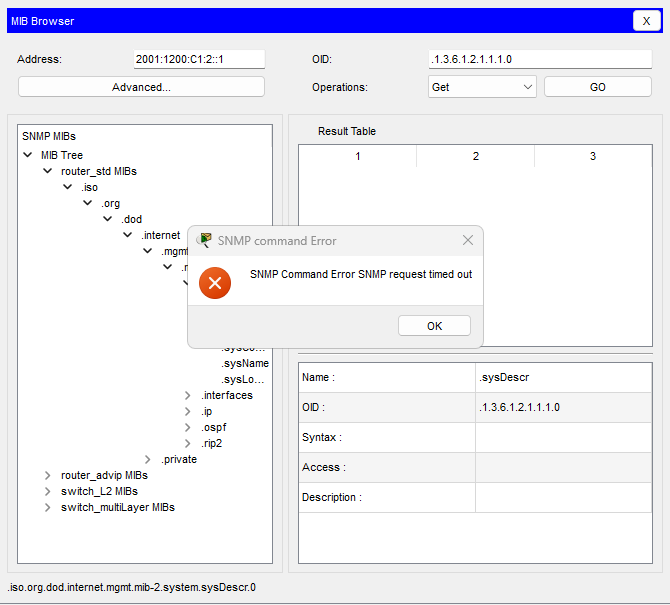 MIB Browser
X
Address:
2001:1200:C1:2::1
OID:
.1.3.6.1.2.1.1.1.0
Advanced...
Operations:
Get
GO
SNMP MIBs
MIB Tree
router_std MIBs
.iso
.org
.dod
.internet
.mgmt
.sysName
.sysLo...
.interfaces
.ip
.ospf
.rip2
.private
router_advip MIBs
switch_L2 MIBs
switch_multiLayer MIBs
Result Table
1 2 3
SNMP command Error
SNMP Command Error SNMP request timed out
OK
Name : .sysDescr
OID : .1.3.6.1.2.1.1.1.0
Syntax :
Access :
Description :
.iso.org.dod.internet.mgmt.mib-2.system.sysDescr.0